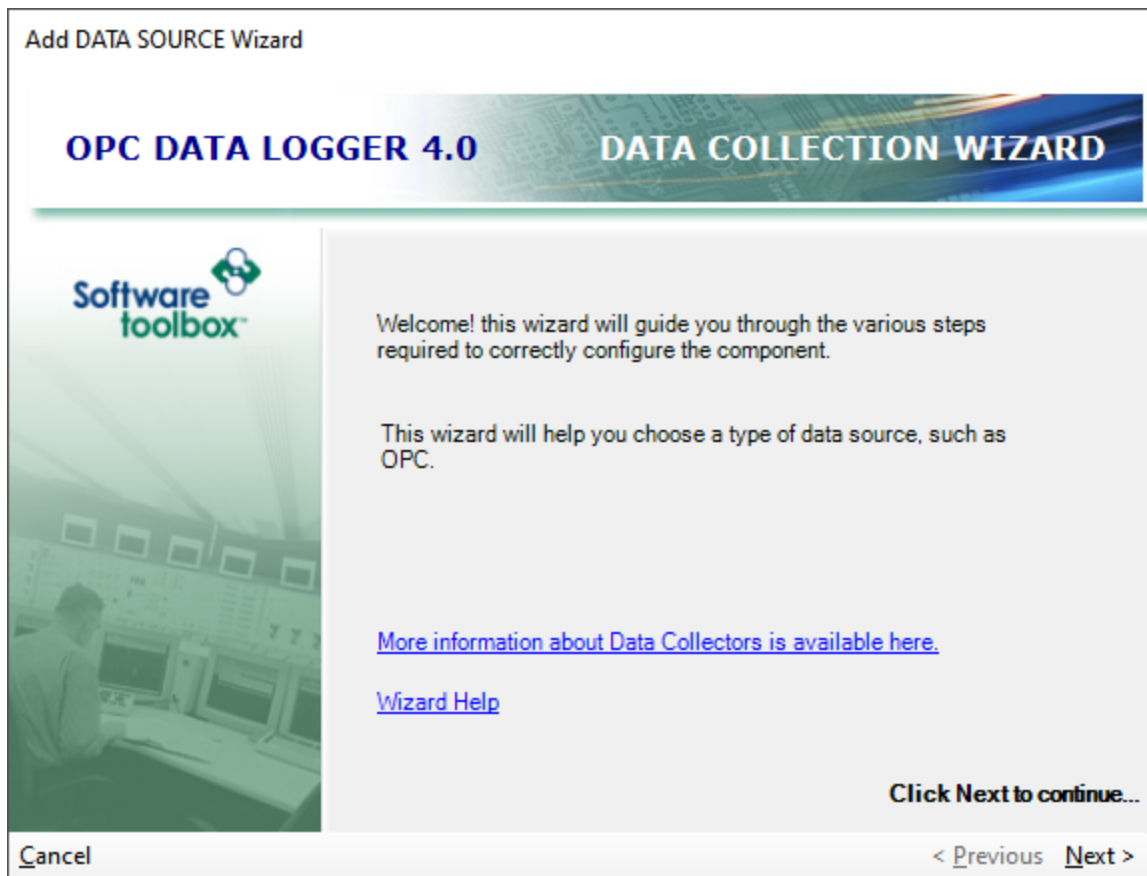 Add DATA SOURCE Wizard
OPC DATA LOGGER 4.0 DATA COLLECTION WIZARD
Software
toolbox™
Welcome! this wizard will guide you through the various steps
required to correctly configure the component.
This wizard will help you choose a type of data source, such as
OPC.
More information about Data Collectors is available here.
Wizard Help
Click Next to continue...
Cancel < Previous Next >